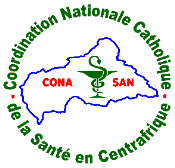 Coordination Nationale Catholique
CONA SAN
de la Santé en Centrafrique